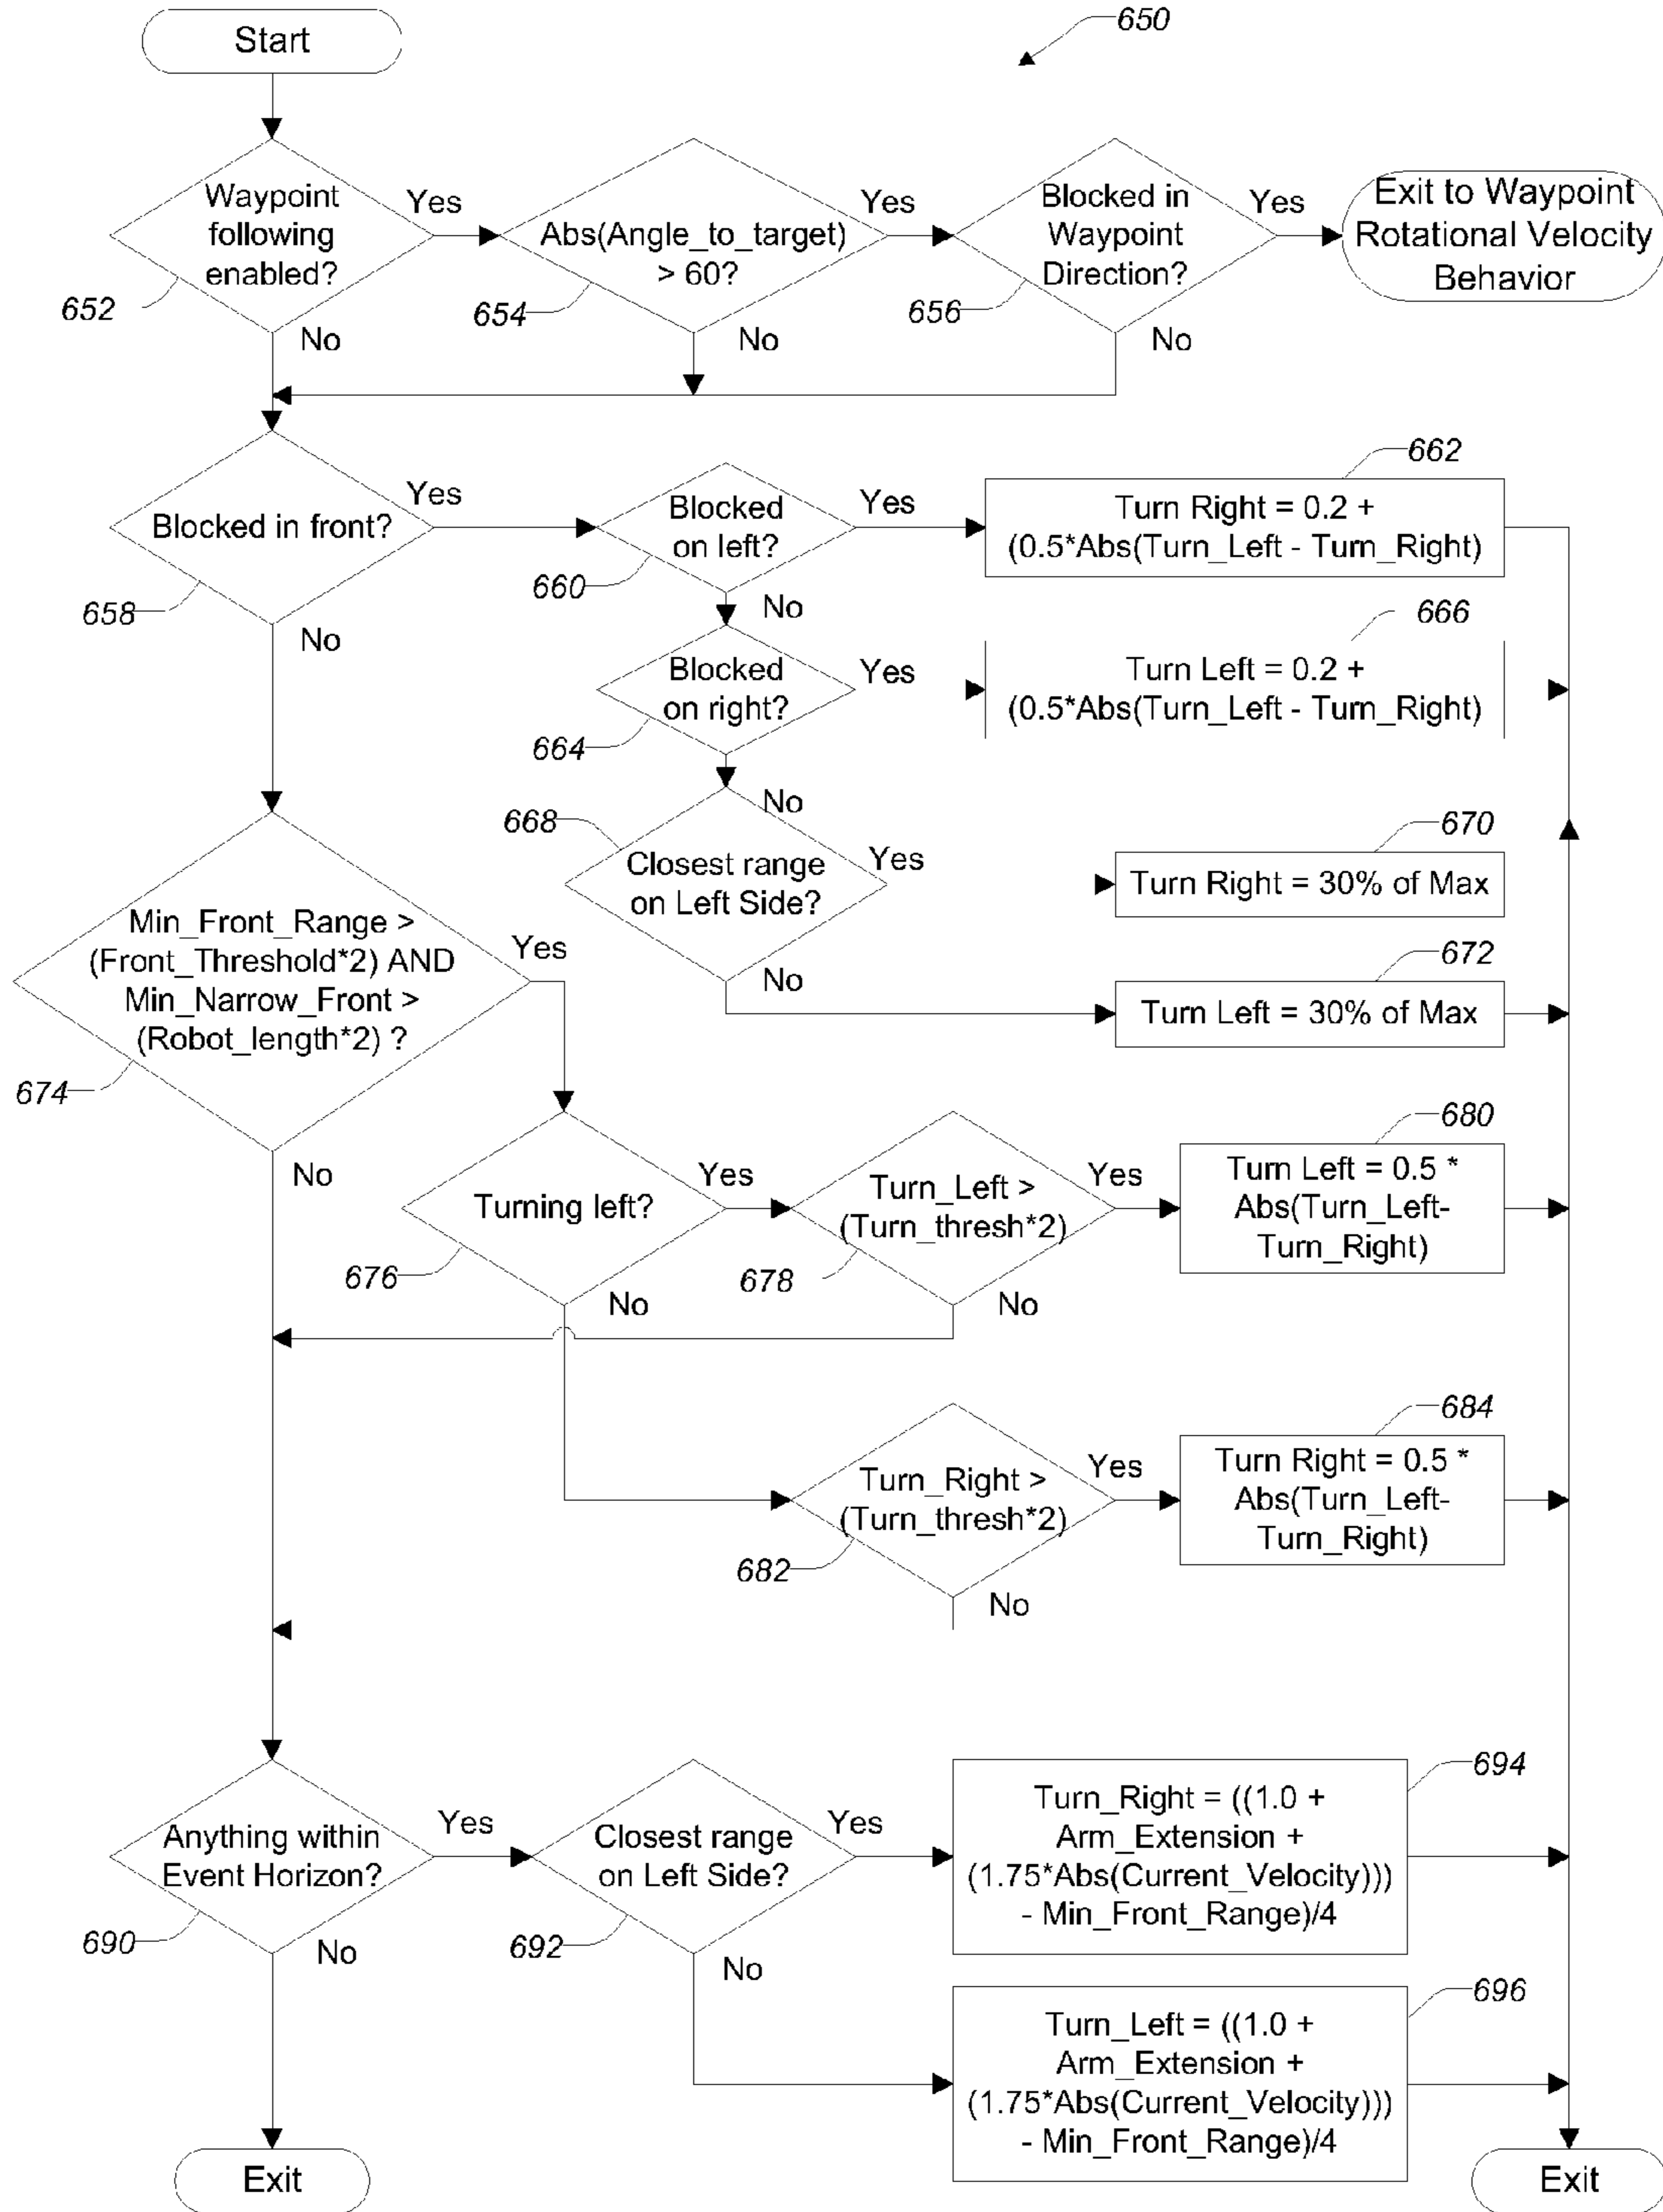 Start
650
Waypoint
following
enabled?
Yes
652
No
Abs(Angle_to_target)
> 60?
Yes
654
No
Blocked in
Waypoint
Direction?
Yes
656
No
Exit to Waypoint
Rotational Velocity
Behavior
Blocked in front?
Yes
658
No
Blocked
on left?
Yes
660
No
662
Turn Right = 0.2 +
(0.5*Abs(Turn_Left - Turn_Right)
Blocked
on right?
Yes
664
No
666
Turn Left = 0.2 +
(0.5*Abs(Turn_Left - Turn_Right)
668
Closest range
on Left Side?
Yes
No
670
Turn Right = 30% of Max
672
Turn Left = 30% of Max
Min_Front_Range >
(Front_Threshold*2) AND
Min_Narrow_Front >
(Robot_length*2) ?
Yes
674
No
Turning left?
Yes
676
No
Turn_Left >
(Turn_thresh*2)
Yes
678
No
680
Turn Left = 0.5 *
Abs(Turn_Left-
Turn_Right)
Turn_Right >
(Turn_thresh*2)
Yes
682
No
684
Turn Right = 0.5 *
Abs(Turn_Left-
Turn_Right)
Anything within
Event Horizon?
Yes
690
No
Closest range
on Left Side?
Yes
692
No
694
Turn_Right = ((1.0 +
Arm_Extension +
(1.75*Abs(Current_Velocity)))
- Min_Front_Range)/4
696
Turn_Left = ((1.0 +
Arm_Extension +
(1.75*Abs(Current_Velocity)))
- Min_Front_Range)/4
Exit
Exit